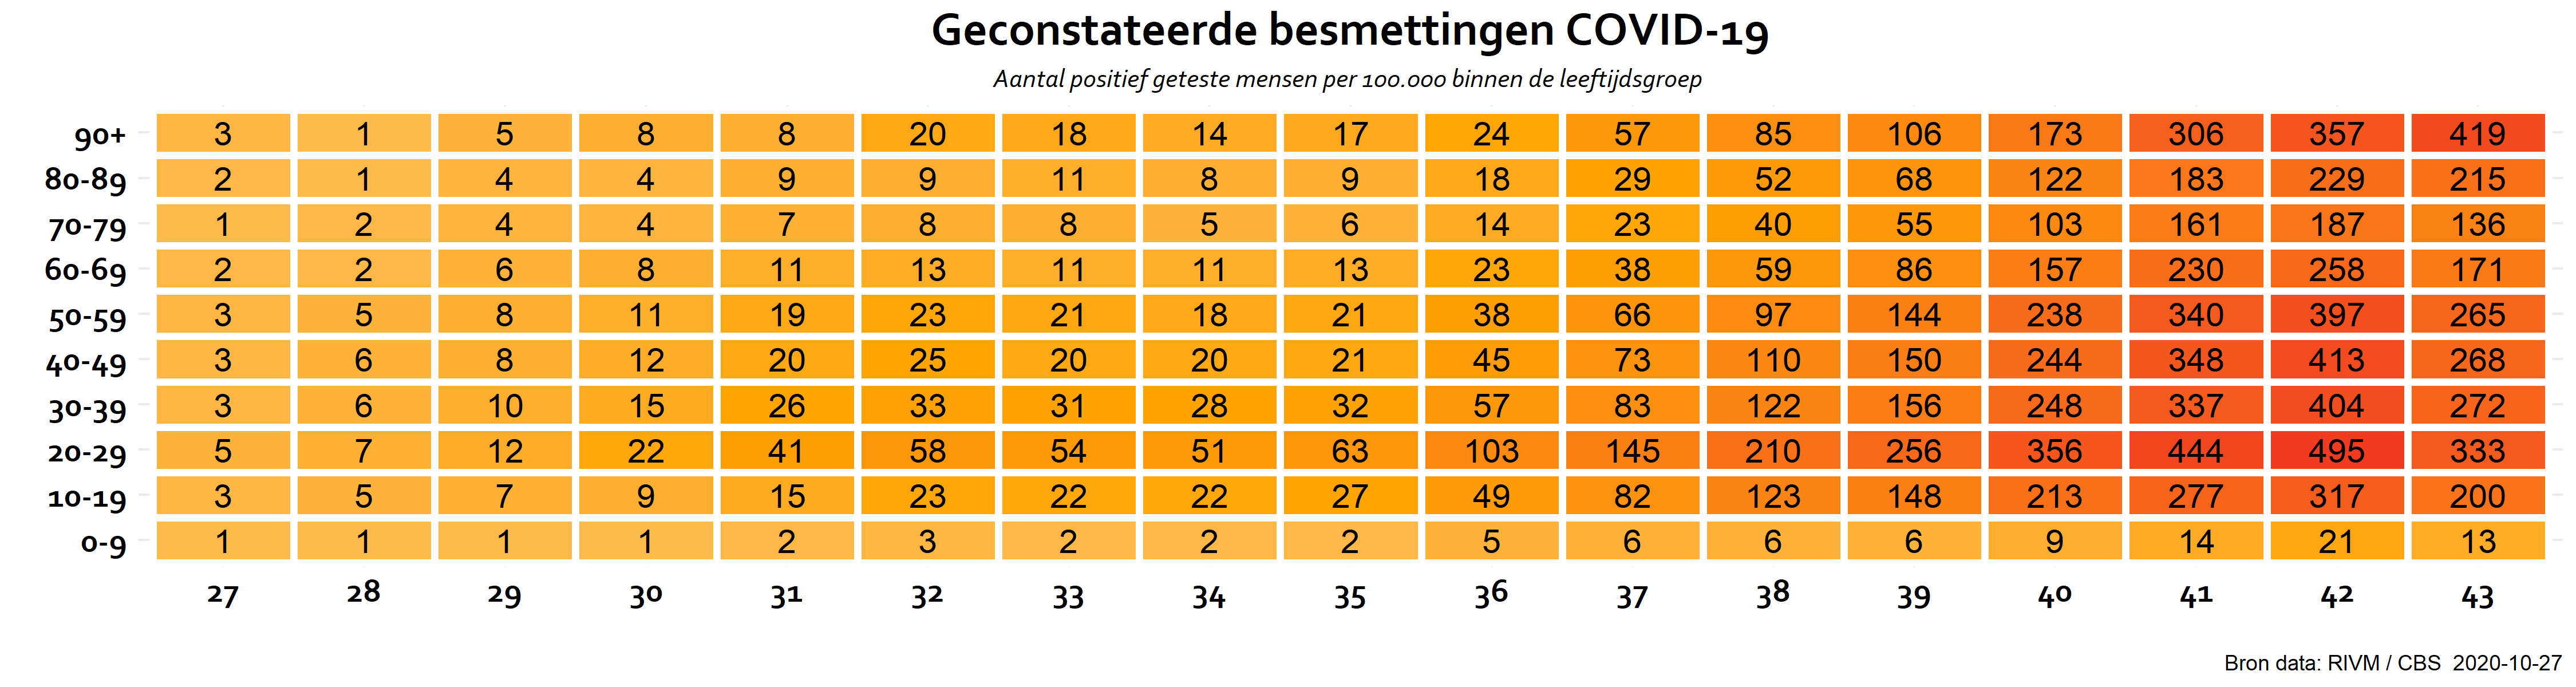 Geconstateerde besmettingen COVID-19
Aantal positief geteste mensen per 100.000 binnen de leeftijdsgroep
90+ 3 1 5 8 8 20 18 14 17 24 57 85 106 173 306 357 419
80-89 2 1 4 4 9 9 11 8 9 18 29 52 68 122 183 229 215
70-79 1 2 4 4 7 8 8 5 6 14 23 40 55 103 161 187 136
60-69 2 2 6 8 11 13 11 11 13 23 38 59 86 157 230 258 171
50-59 3 5 8 11 19 23 21 18 21 38 66 97 144 238 340 397 265
40-49 3 6 8 12 20 25 20 20 21 45 73 110 150 244 348 413 268
30-39 3 6 10 15 26 33 31 28 32 57 83 122 156 248 337 404 272
20-29 5 7 12 22 41 58 54 51 63 103 145 210 256 356 444 495 333
10-19 3 5 7 9 15 23 22 22 27 49 82 123 148 213 277 317 200
0-9 1 1 1 1 2 3 2 2 2 5 6 6 6 9 14 21 13
27 28 29 30 31 32 33 34 35 36 37 38 39 40 41 42 43
Bron data: RIVM / CBS 2020-10-27